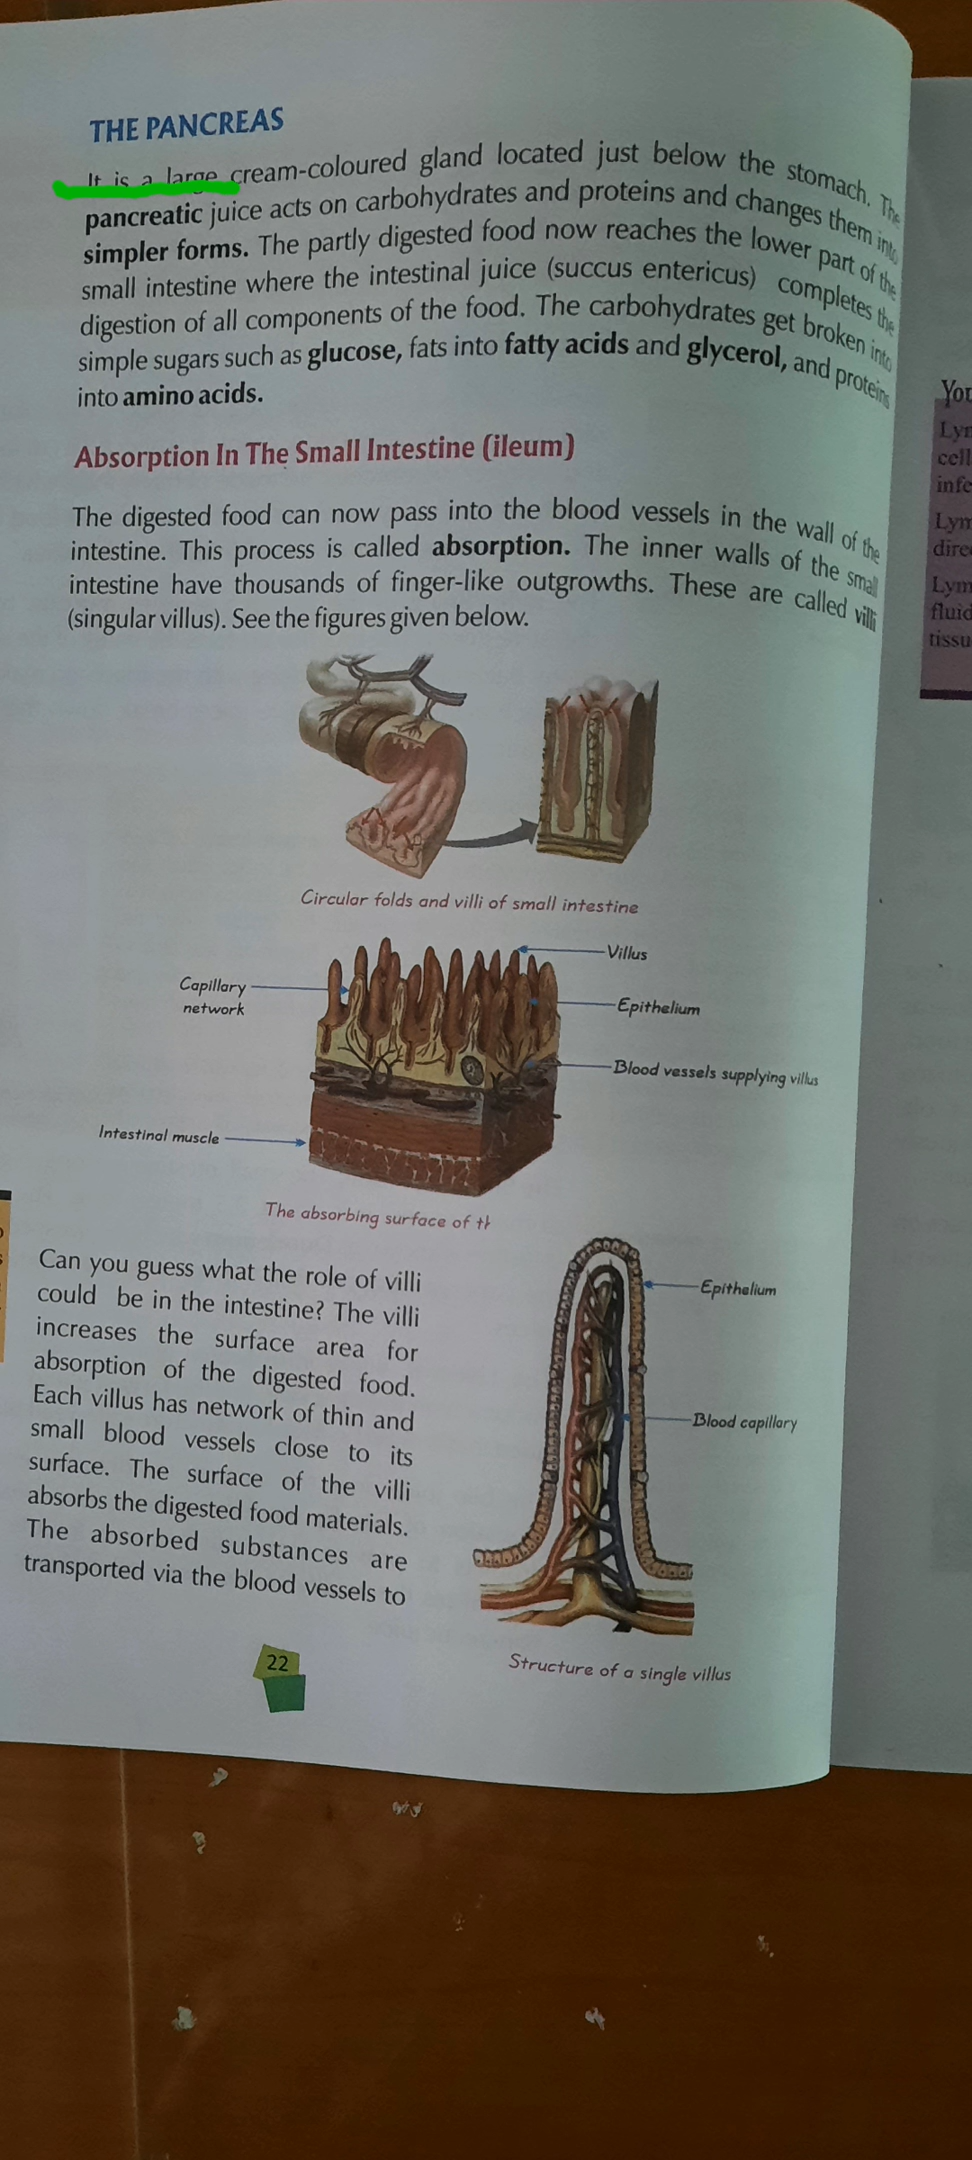 THE PANCREAS
It is a large cream-coloured gland located just below the stomach. The
pancreatic juice acts on carbohydrates and proteins and changes them into
simpler forms. The partly digested food now reaches the lower part of the
small intestine where the intestinal juice (succus entericus) completes the
digestion of all components of the food. The carbohydrates get broken into
simple sugars such as glucose, fats into fatty acids and glycerol, and proteins
into amino acids.
Absorption In The Small Intestine (ileum)
The digested food can now pass into the blood vessels in the wall of the
intestine. This process is called absorption. The inner walls of the small
intestine have thousands of finger-like outgrowths. These are called villi
(singular villus). See the figures given below.
Circular folds and villi of small intestine
Villus
Capillary
network
Epithelium
Blood vessels supplying villus
Intestinal muscle
The absorbing surface of
Can you guess what the role of villi
could be in the intestine? The villi
increases the surface area for
absorption of the digested food.
Each villus has network of thin and
small blood vessels close to its
surface. The surface of the villi
absorbs the digested food materials.
The absorbed substances are
transported via the blood vessels to
Epithelium
Blood capillary
Structure of a single villus
22